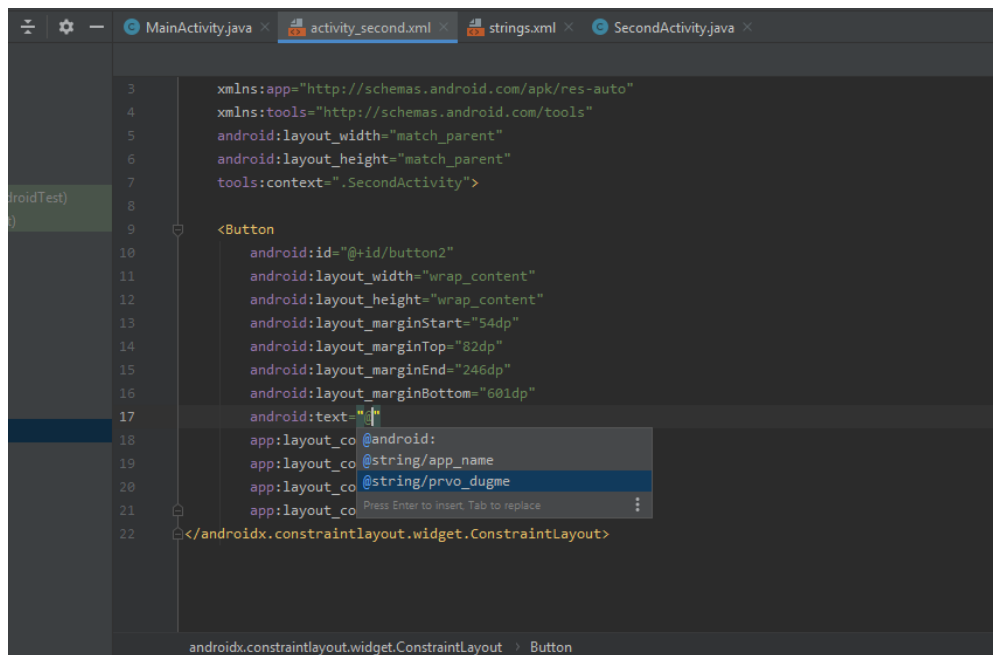 MainActivity.java activity_second.xml strings.xml SecondActivity.java
3 xmlns:app="http://schemas.android.com/apk/res-auto"
4 xmlns:tools="http://schemas.android.com/tools"
5 android:layout_width="match_parent"
6 android:layout_height="match_parent"
7 tools:context=".SecondActivity">
droidTest)
8
t)
9 <Button
10 android:id="@+id/button2"
11 android:layout_width="wrap_content"
12 android:layout_height="wrap_content"
13 android:layout_marginStart="54dp"
14 android:layout_marginTop="82dp"
15 android:layout_marginEnd="246dp"
16 android:layout_marginBottom="601dp"
17 android:text="@"
18 app:layout_co @android:
19 app:layout_co @string/app_name
20 app:layout_co @string/prvo_dugme
21 app:layout_co Press Enter to insert, Tab to replace
22 </androidx.constraintlayout.widget.ConstraintLayout>
androidx.constraintlayout.widget.ConstraintLayout Button